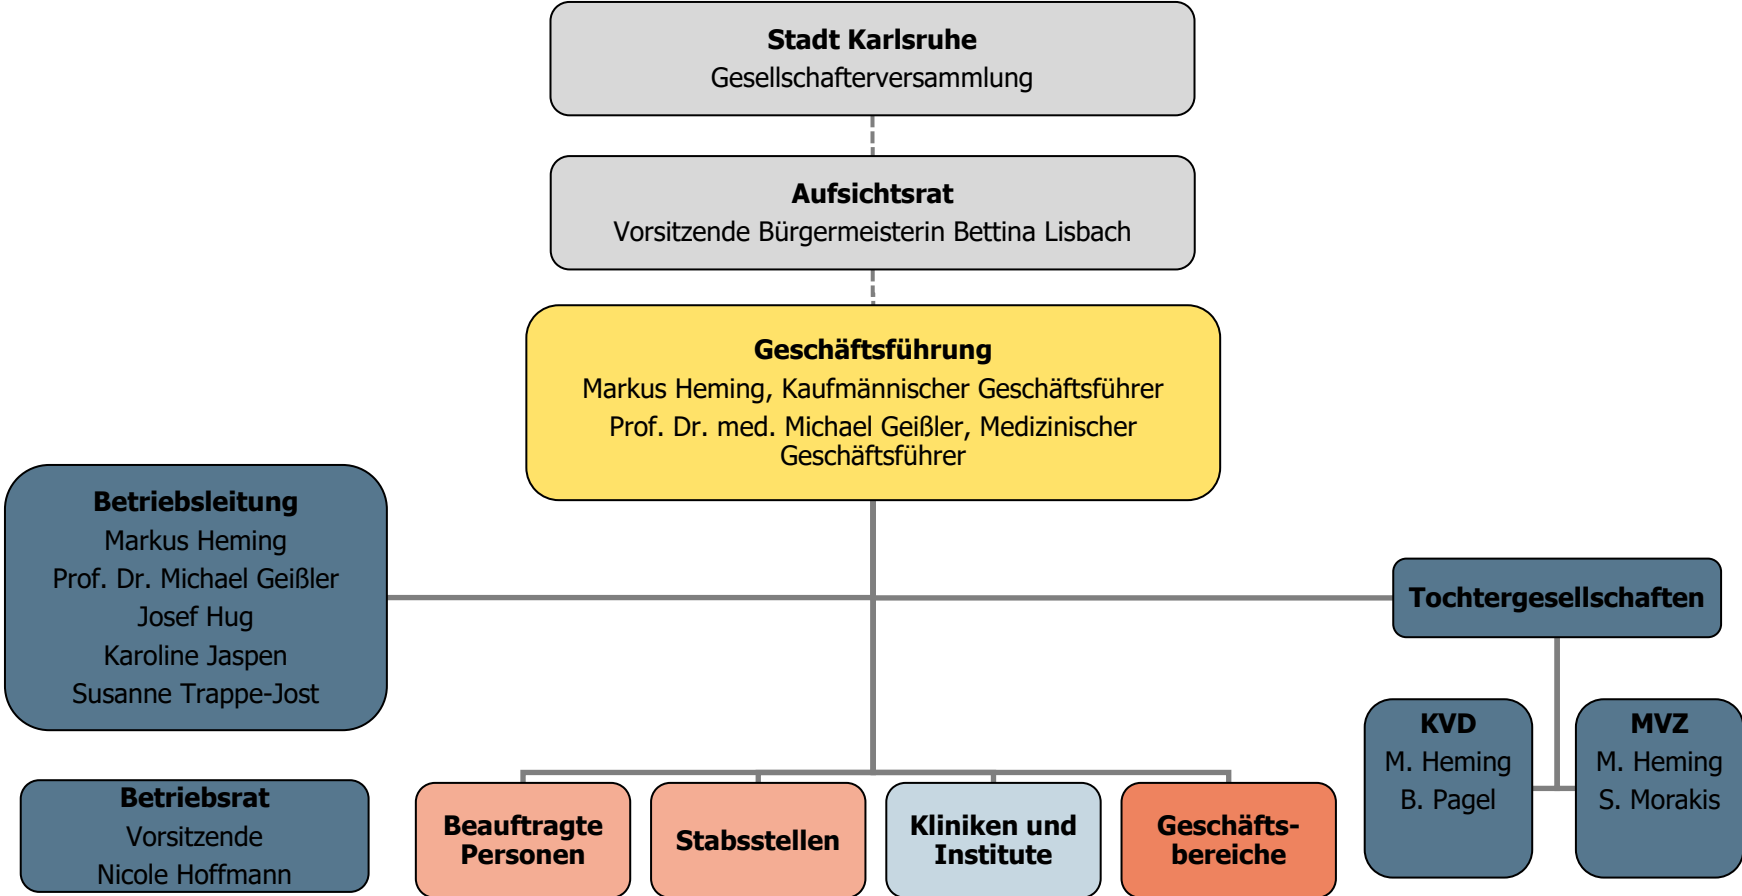 Stadt Karlsruhe
Gesellschafterversammlung
Aufsichtsrat
Vorsitzende Bürgermeisterin Bettina Lisbach
Geschäftsführung
Markus Heming, Kaufmännischer Geschäftsführer
Prof. Dr. med. Michael Geißler, Medizinischer
Geschäftsführer
Betriebsleitung
Markus Heming
Prof. Dr. Michael Geißler
Josef Hug
Karoline Jaspen
Susanne Trappe-Jost
Tochtergesellschaften
KVD
M. Heming
B. Pagel
MVZ
M. Heming
S. Morakis
Betriebsrat
Vorsitzende
Nicole Hoffmann
Beauftragte
Personen
Stabsstellen
Kliniken und
Institute
Geschäfts-
bereiche